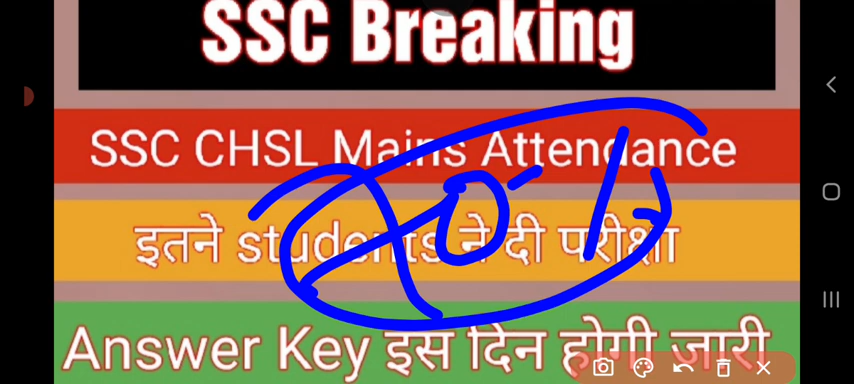 SSC Breaking
SSC CHSL Mains Attendance
इतने students ने दी परीक्षा
Answer Key इस दिन होगी जारी